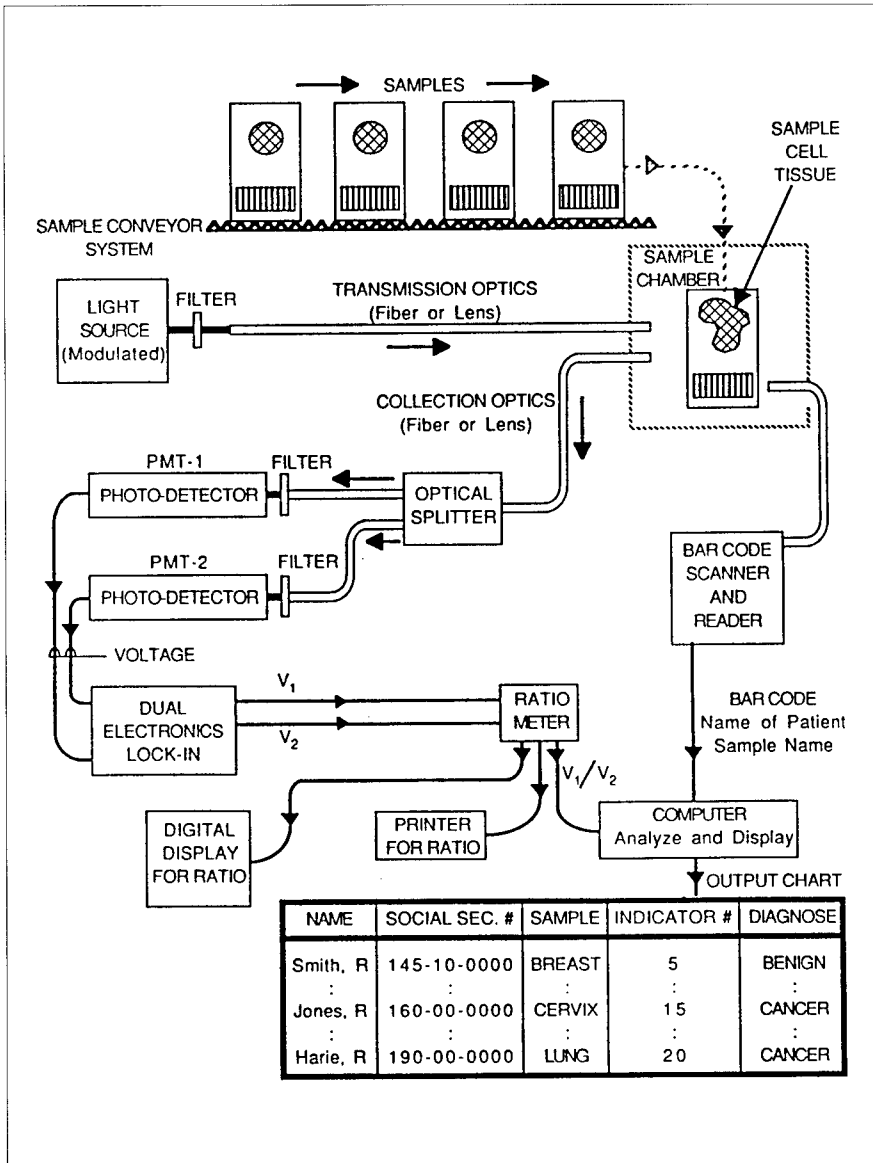 SAMPLES
SAMPLE
CELL
TISSUE
SAMPLE CONVEYOR
SYSTEM
SAMPLE
CHAMBER
LIGHT
SOURCE
(Modulated)
FILTER
TRANSMISSION OPTICS
(Fiber or Lens)
COLLECTION OPTICS
(Fiber or Lens)
PMT-1
FILTER
PHOTO-DETECTOR
OPTICAL
SPLITTER
PMT-2
FILTER
PHOTO-DETECTOR
BAR CODE
SCANNER
AND
READER
VOLTAGE
DUAL
ELECTRONICS
LOCK-IN
V1
V2
RATIO
METER
BAR CODE
Name of Patient
Sample Name
V1/V2
DIGITAL
DISPLAY
FOR RATIO
PRINTER
FOR RATIO
COMPUTER
Analyze and Display
OUTPUT CHART
NAME SOCIAL SEC. # SAMPLE INDICATOR # DIAGNOSE
Smith, R 145-10-0000 BREAST 5 BENIGN
: : : : :
Jones, R 160-00-0000 CERVIX 15 CANCER
: : : : :
Harie, R 190-00-0000 LUNG 20 CANCER